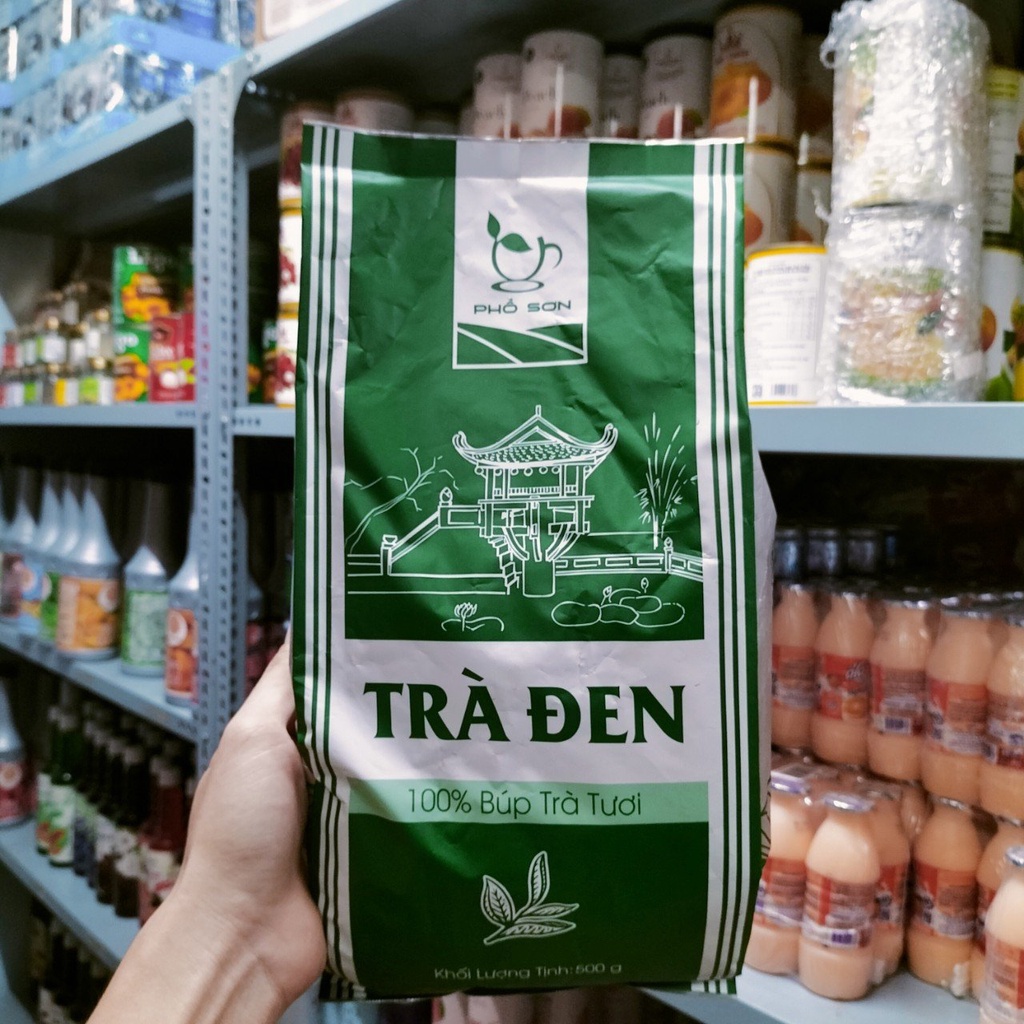 PHỔ SƠN
TRÀ ĐEN
100% Búp Trà Tươi
Khối Lượng Tịnh: 500 g